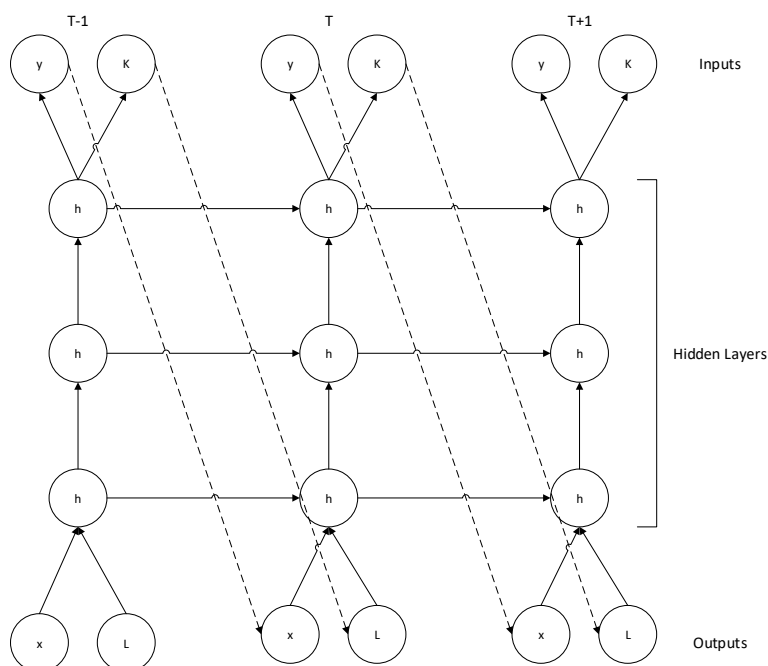 T-1 T T+1
y K y K y K Inputs
h h h
h h h
Hidden Layers
h h h
x L x L x L
Outputs